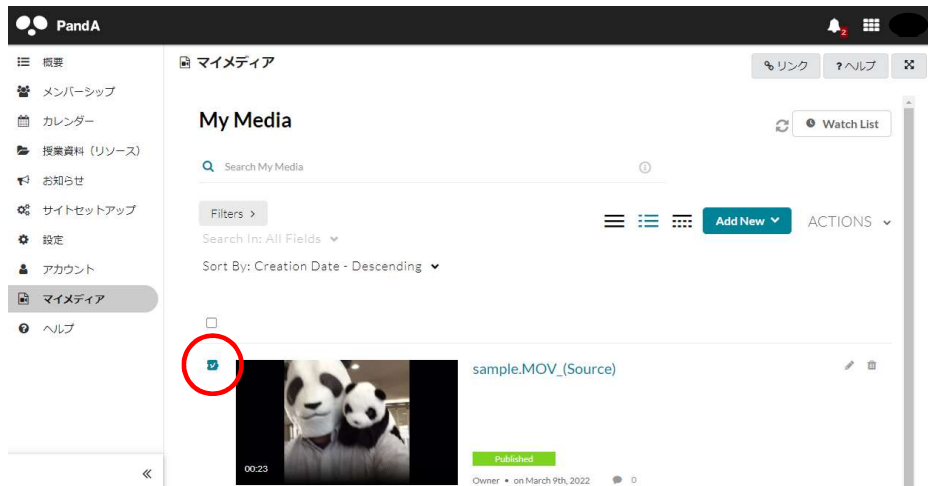 PandA
2
概要
メンバーシップ
カレンダー
授業資料（リソース）
お知らせ
サイトセットアップ
設定
アカウント
マイメディア
ヘルプ
«
マイメディア
リンク
?ヘルプ
My Media
Watch List
Search My Media
Filters >
Add New
ACTIONS
Search In: All Fields
Sort By: Creation Date - Descending
00:23
sample.MOV_(Source)
Published
Owner • on March 9th, 2022 0